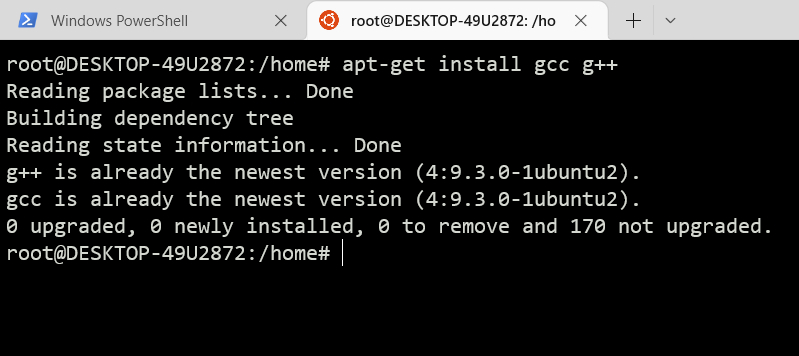 Windows PowerShell
root@DESKTOP-49U2872: /ho
root@DESKTOP-49U2872:/home# apt-get install gcc g++
Reading package lists... Done
Building dependency tree
Reading state information... Done
g++ is already the newest version (4:9.3.0-1ubuntu2).
gcc is already the newest version (4:9.3.0-1ubuntu2).
0 upgraded, 0 newly installed, 0 to remove and 170 not upgraded.
root@DESKTOP-49U2872:/home#